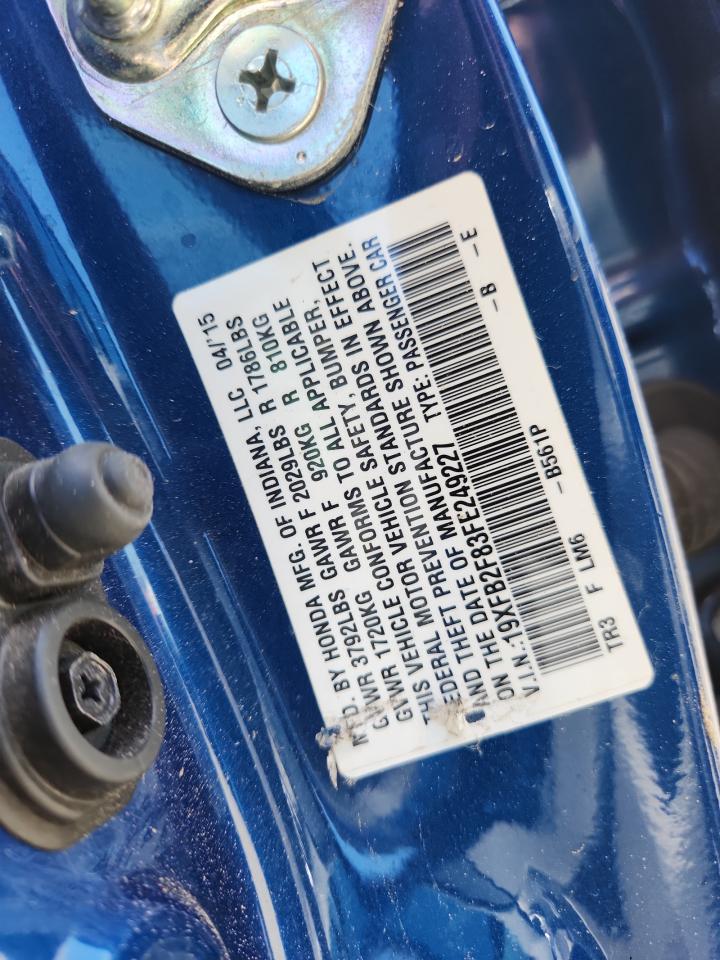 MFD. BY HONDA MFG. OF INDIANA, LLC 04/'15
GVWR 3792LBS GAWR F 2029LBS R 1786LBS
GVWR 1720KG GAWR F 920KG R 810KG
THIS VEHICLE CONFORMS TO ALL APPLICABLE
FEDERAL MOTOR VEHICLE SAFETY, BUMPER,
AND THEFT PREVENTION STANDARDS IN EFFECT
ON THE DATE OF MANUFACTURE SHOWN ABOVE.
V.I.N.:19XFB2F83FE249227 TYPE: PASSENGER CAR
TR3 F LM6 -B561P -B -E